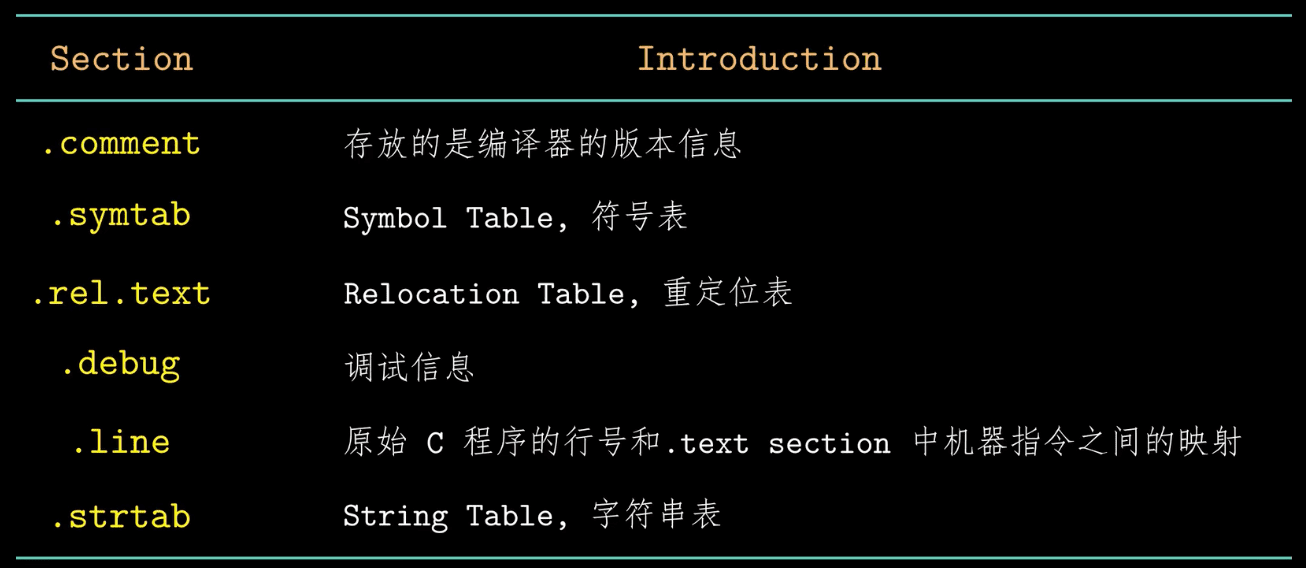 Section Introduction
.comment 存放的是编译器的版本信息
.symtab Symbol Table, 符号表
.rel.text Relocation Table, 重定位表
.debug 调试信息
.line 原始 C 程序的行号和.text section 中机器指令之间的映射
.strtab String Table, 字符串表